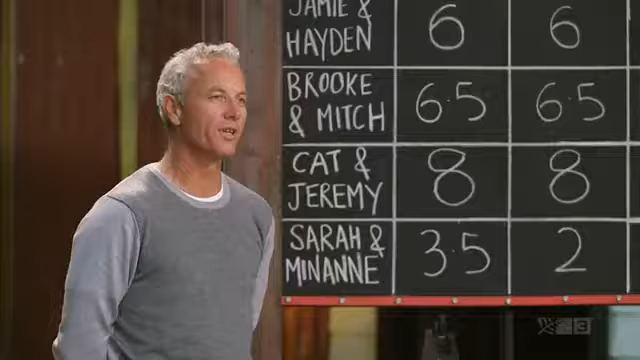 JAMIE & 6 6
HAYDEN
BROOKE 6.5 6.5
& MITCH
CAT & 8 8
JEREMY
SARAH & 3.5 2
MINANNE
3